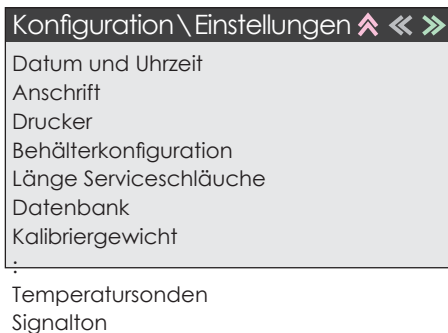 Konfiguration \ Einstellungen
Datum und Uhrzeit
Anschrift
Drucker
Behälterkonfiguration
Länge Serviceschläuche
Datenbank
Kalibriergewicht
:
Temperatursonden
Signalton